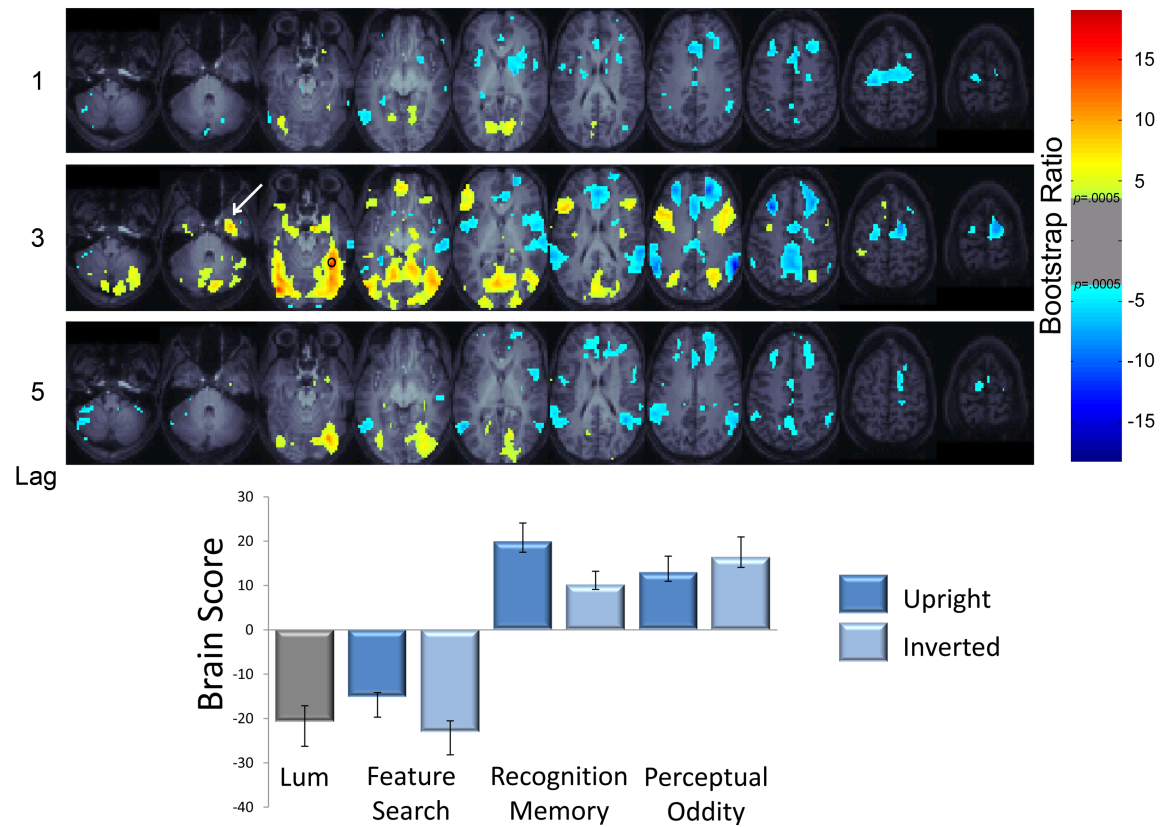 1
3
5
Lag
15
10
5
p=.0005
p=.0005
-5
-10
-15
Bootstrap Ratio
30
20
10
0
-10
-20
-30
-40
Brain Score
Lum
Feature
Search
Recognition
Memory
Perceptual
Oddity
Upright
Inverted